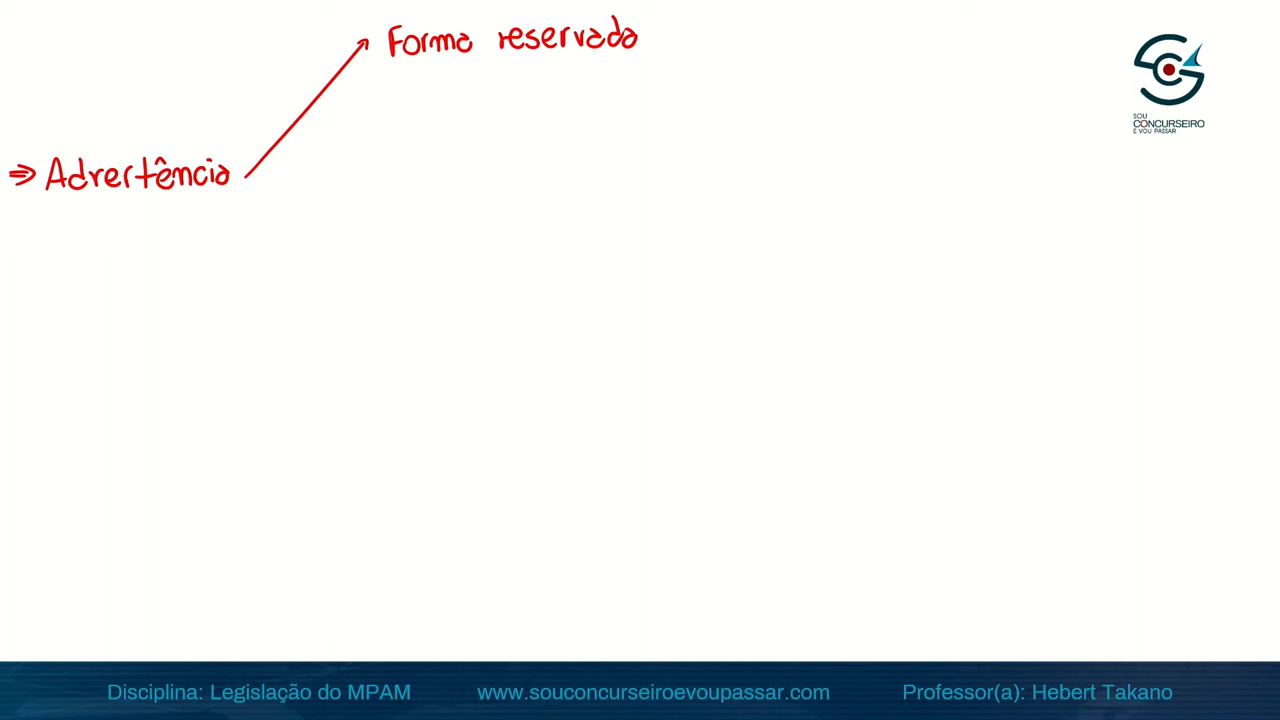 Forma reservada
⇒ Advertência
SOU
CONCURSEIRO
E VOU PASSAR
Disciplina: Legislação do MPAM www.souconcurseiroevoupassar.com Professor(a): Hebert Takano